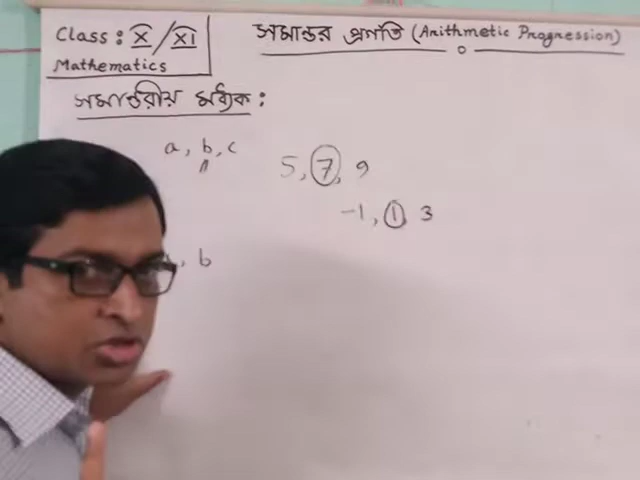 Class: X / XI
Mathematics
সমান্তর প্রগতি (Arithmetic Progression)
সমান্তরীয় মধ্যক :
a, b, c
5, 7, 9
-1, 1 3
, b